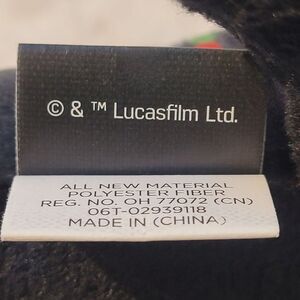 © & ™ Lucasfilm Ltd.
ALL NEW MATERIAL
POLYESTER FIBER
REG. NO. OH 77072 (CN)
06T-02939118
MADE IN (CHINA)